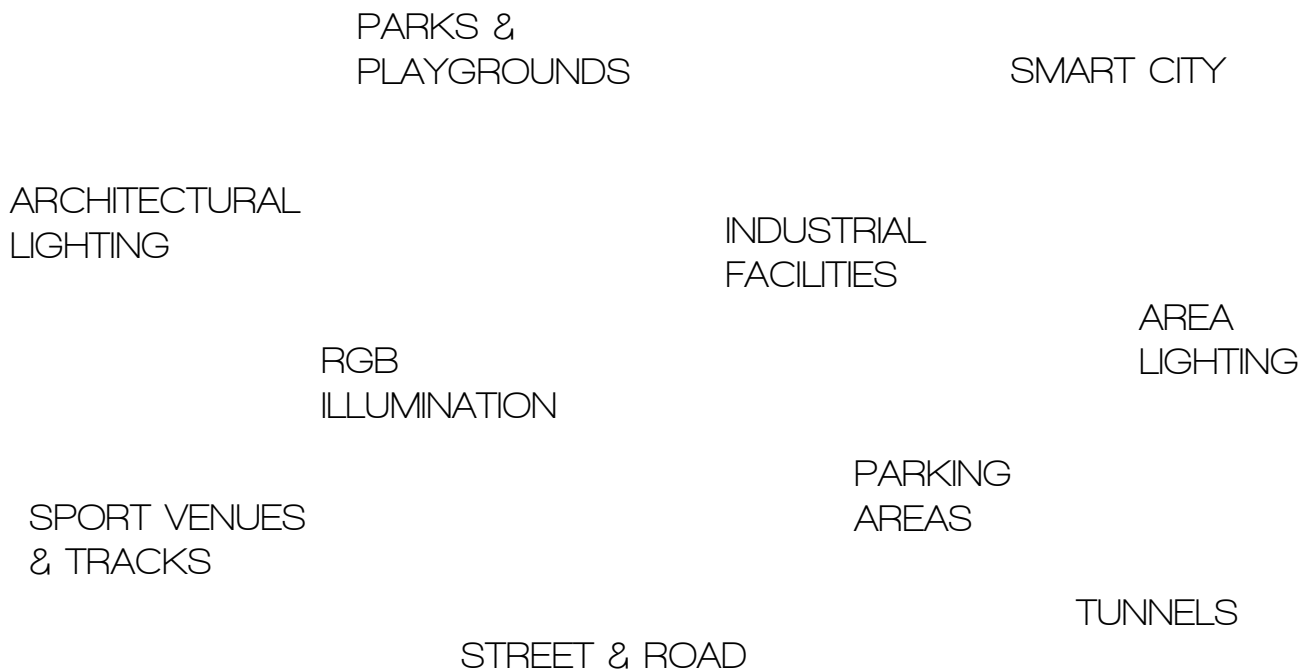 PARKS &
PLAYGROUNDS
SMART CITY
ARCHITECTURAL
LIGHTING
INDUSTRIAL
FACILITIES
AREA
LIGHTING
RGB
ILLUMINATION
PARKING
AREAS
SPORT VENUES
& TRACKS
TUNNELS
STREET & ROAD